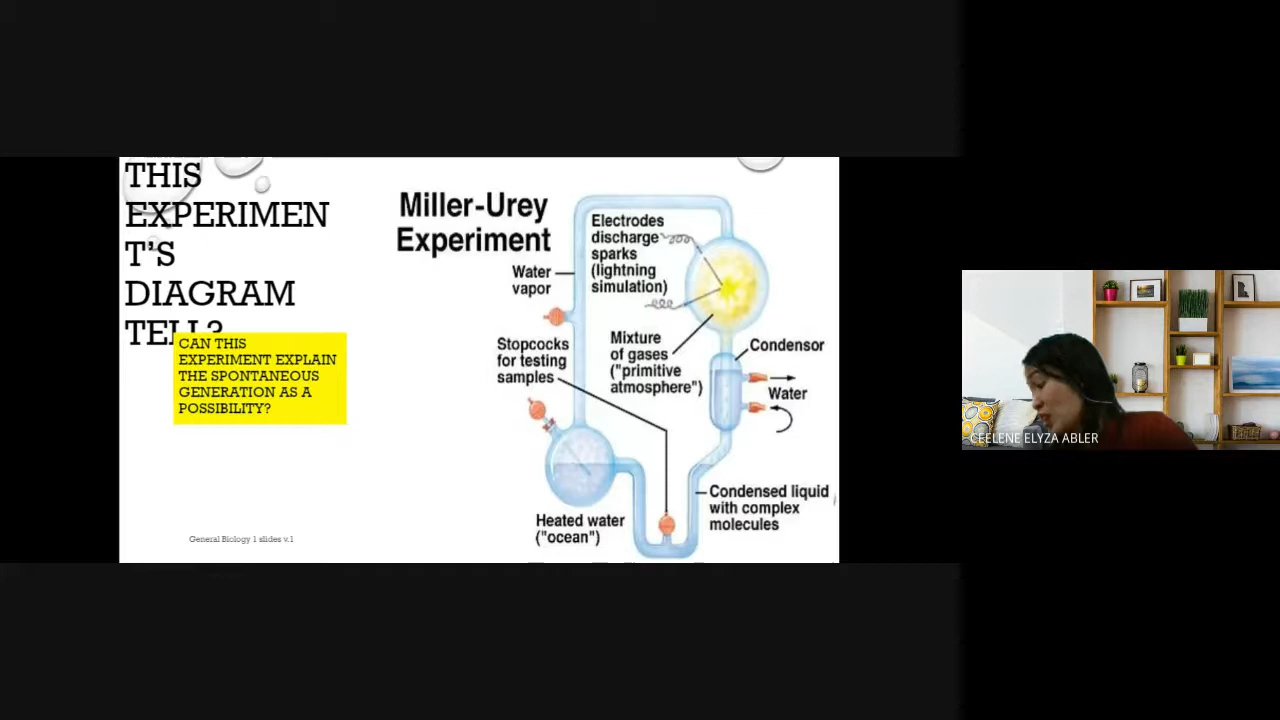 THIS
EXPERIMEN
T'S
DIAGRAM
TELL?
CAN THIS
EXPERIMENT EXPLAIN
THE SPONTANEOUS
GENERATION AS A
POSSIBILITY?
General Biology 1 slides v.1
Miller-Urey
Experiment
Electrodes
discharge
sparks
(lightning
simulation)
Water
vapor
Stopcocks
for testing
samples
Mixture
of gases
("primitive
atmosphere")
Condensor
Water
Heated water
("ocean")
Condensed liquid
with complex
molecules
CEELENE ELYZA ABLER